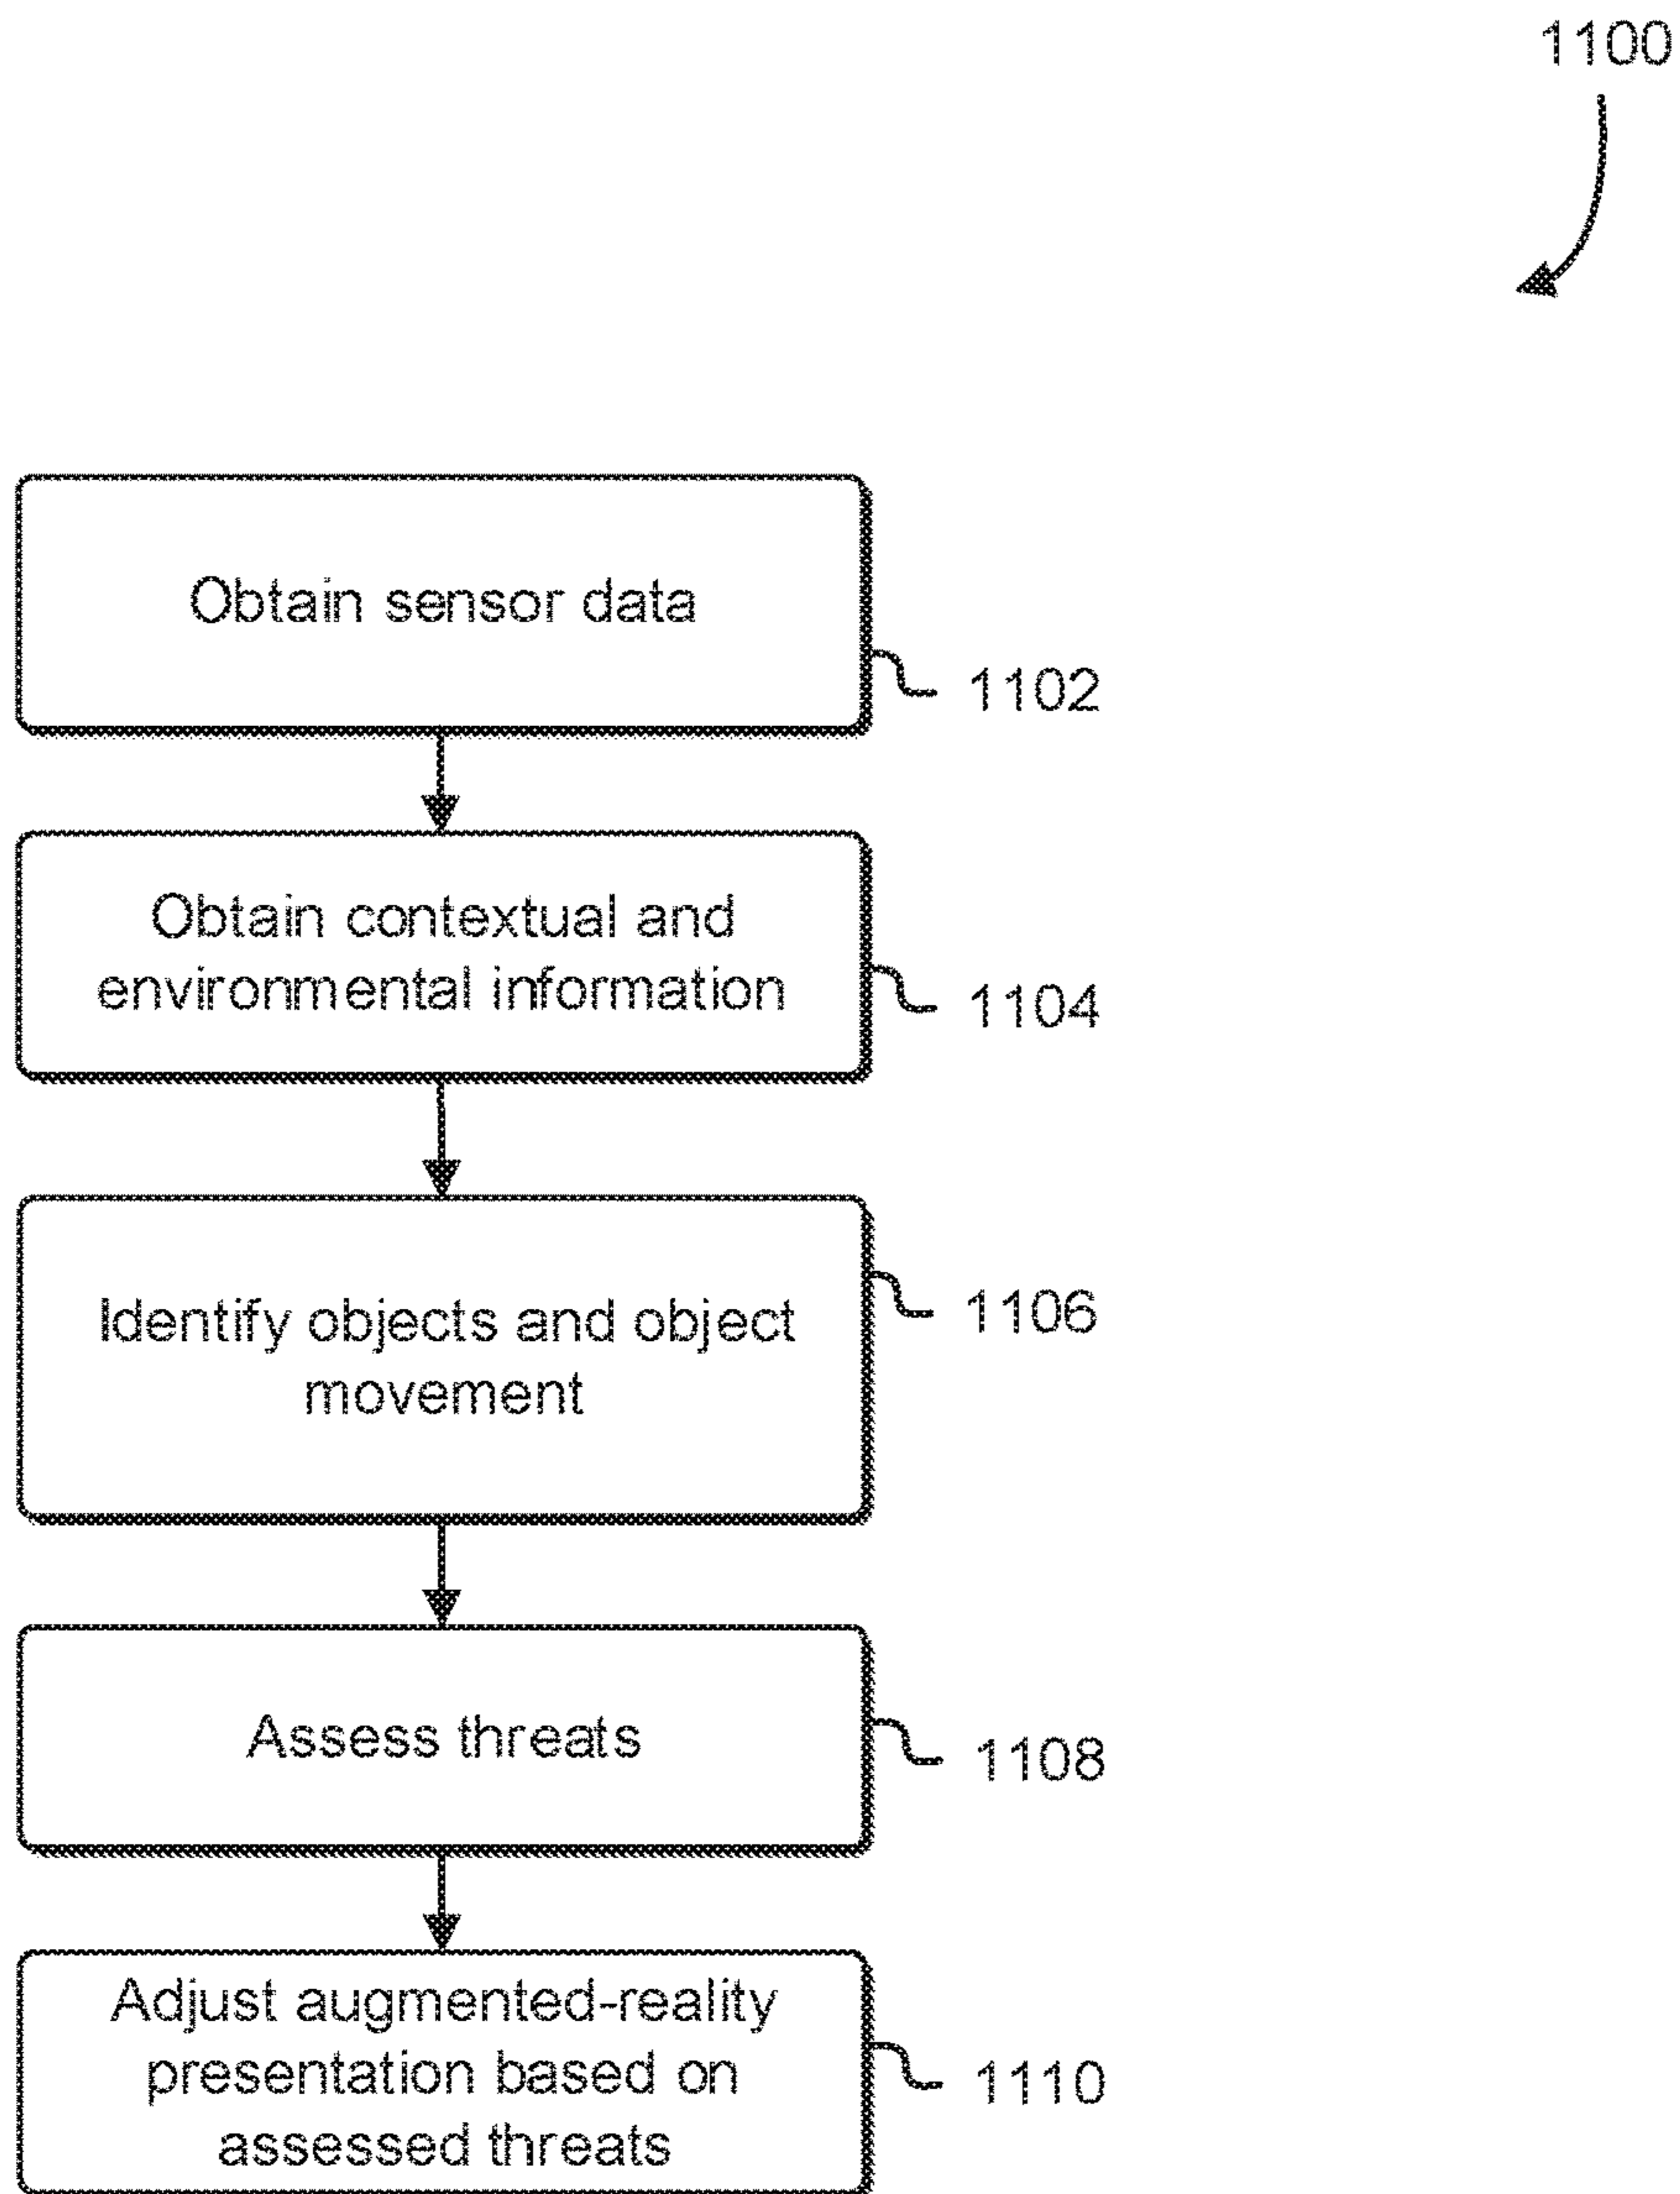 1100
Obtain sensor data
1102
Obtain contextual and
environmental information
1104
Identify objects and object
movement
1106
Assess threats
1108
Adjust augmented-reality
presentation based on
assessed threats
1110